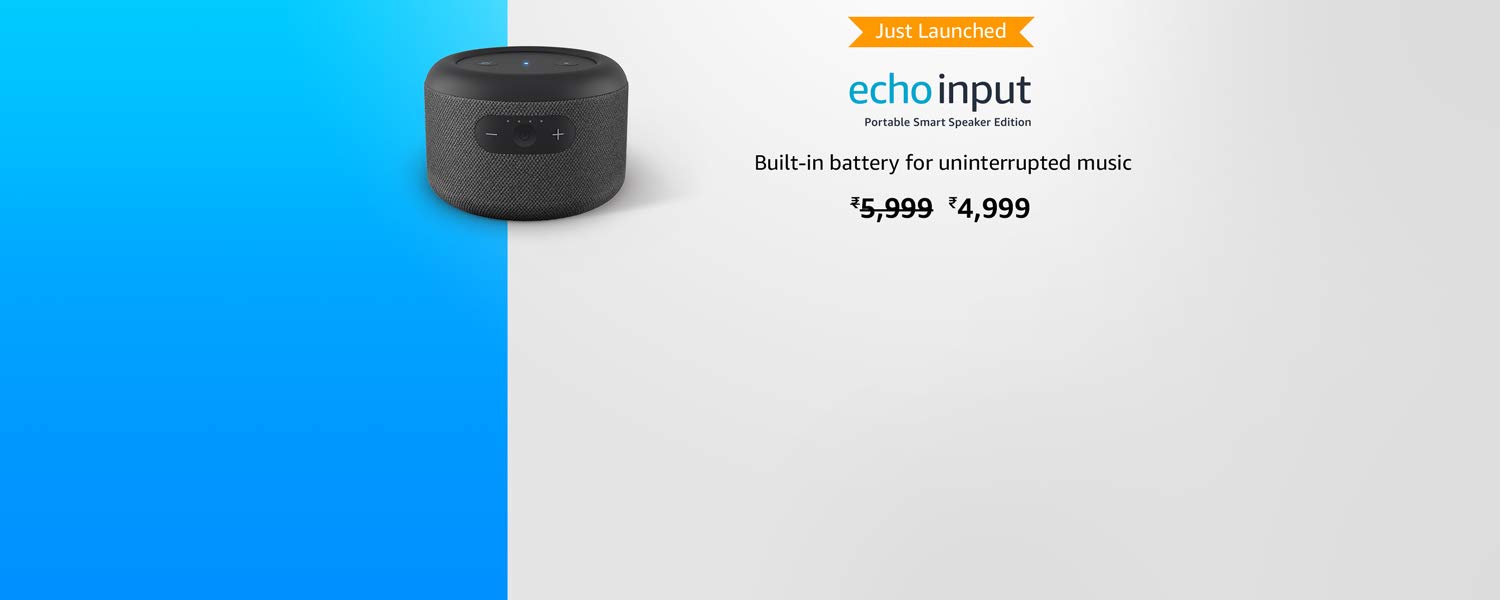 Just Launched
echo input
Portable Smart Speaker Edition
Built-in battery for uninterrupted music
₹5,999 ₹4,999